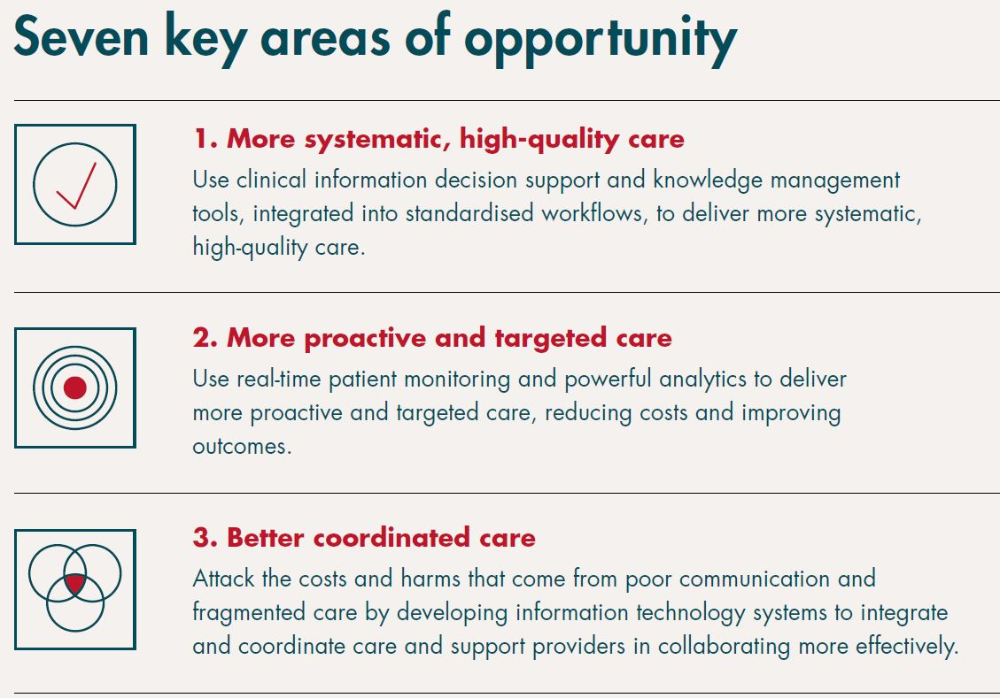 Seven key areas of opportunity
1. More systematic, high-quality care
Use clinical information decision support and knowledge management
tools, integrated into standardised workflows, to deliver more systematic,
high-quality care.
2. More proactive and targeted care
Use real-time patient monitoring and powerful analytics to deliver
more proactive and targeted care, reducing costs and improving
outcomes.
3. Better coordinated care
Attack the costs and harms that come from poor communication and
fragmented care by developing information technology systems to integrate
and coordinate care and support providers in collaborating more effectively.